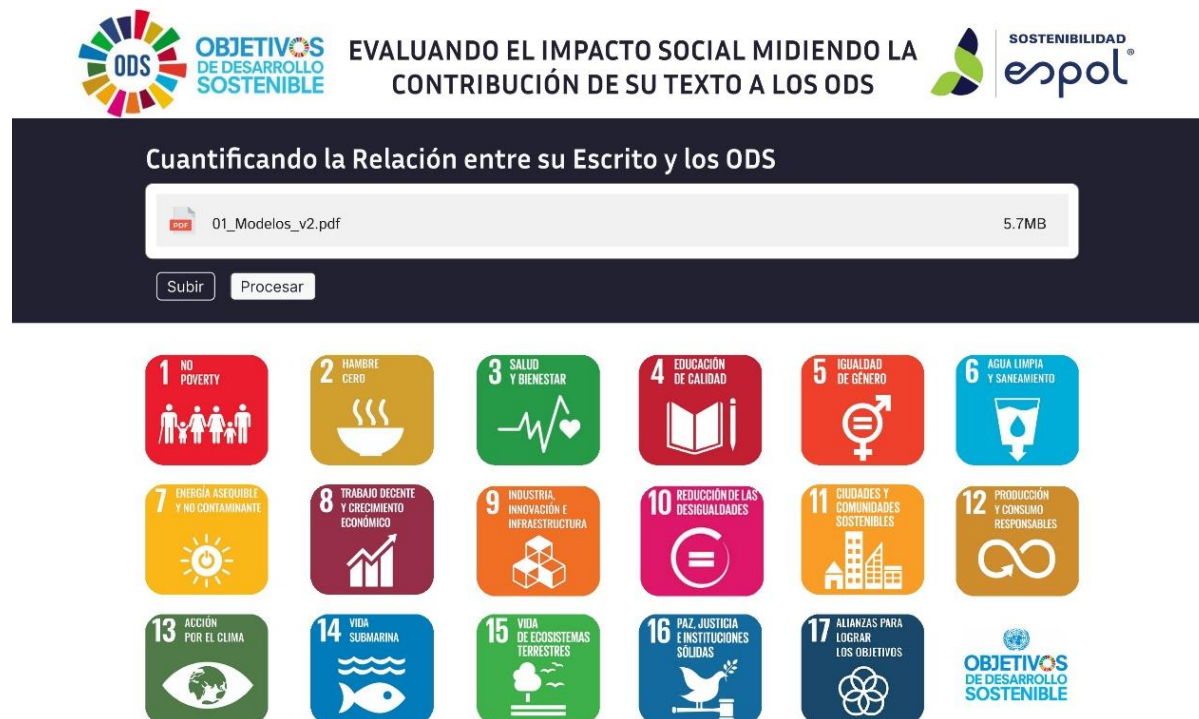 ODS
OBJETIVOS
DE DESARROLLO
SOSTENIBLE
EVALUANDO EL IMPACTO SOCIAL MIDIENDO LA
CONTRIBUCIÓN DE SU TEXTO A LOS ODS
SOSTENIBILIDAD
espol®
Cuantificando la Relación entre su Escrito y los ODS
PDF 01_Modelos_v2.pdf 5.7MB
Subir Procesar
1 NO
POVERTY
2 HAMBRE
CERO
3 SALUD
Y BIENESTAR
4 EDUCACIÓN
DE CALIDAD
5 IGUALDAD
DE GÉNERO
6 AGUA LIMPIA
Y SANEAMIENTO
7 ENERGÍA ASEQUIBLE
Y NO CONTAMINANTE
8 TRABAJO DECENTE
Y CRECIMIENTO
ECONÓMICO
9 INDUSTRIA,
INNOVACIÓN E
INFRAESTRUCTURA
10 REDUCCIÓN DE LAS
DESIGUALDADES
11 CIUDADES Y
COMUNIDADES
SOSTENIBLES
12 PRODUCCIÓN
Y CONSUMO
RESPONSABLES
13 ACCIÓN
POR EL CLIMA
14 VIDA
SUBMARINA
15 VIDA
DE ECOSISTEMAS
TERRESTRES
16 PAZ, JUSTICIA
E INSTITUCIONES
SÓLIDAS
17 ALIANZAS PARA
LOGRAR
LOS OBJETIVOS
OBJETIVOS
DE DESARROLLO
SOSTENIBLE